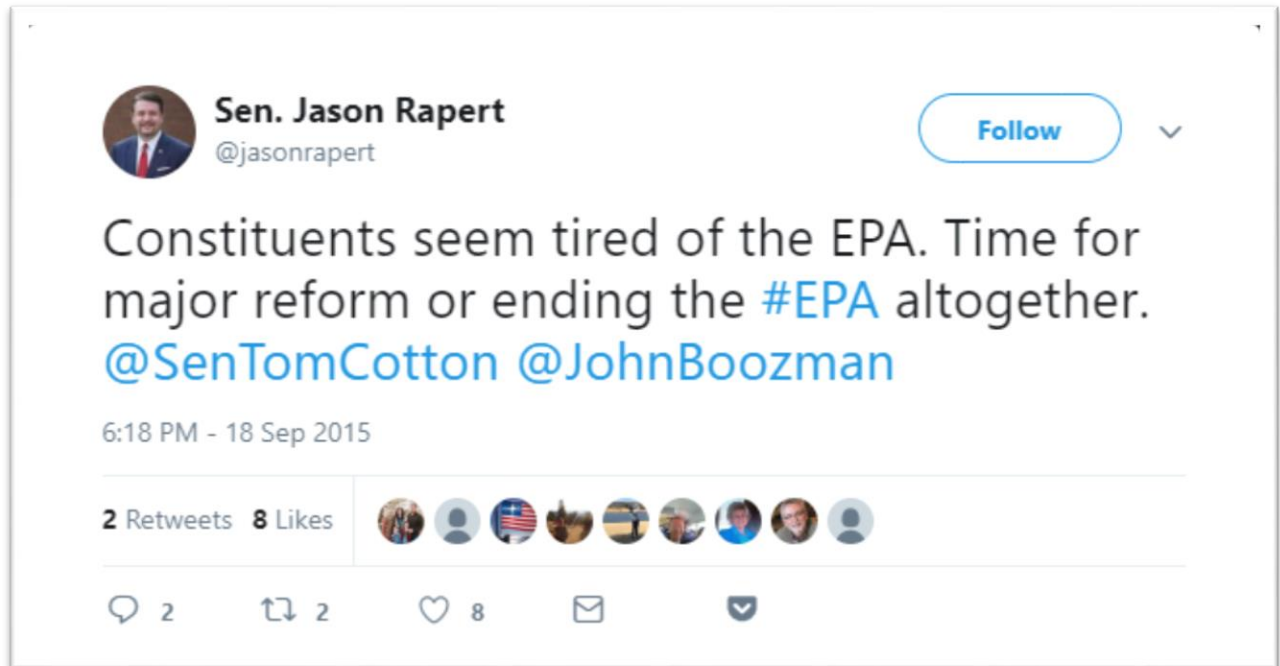 Sen. Jason Rapert
@jasonrapert
Follow
Constituents seem tired of the EPA. Time for
major reform or ending the #EPA altogether.
@SenTomCotton @JohnBoozman
6:18 PM - 18 Sep 2015
2 Retweets 8 Likes
2 2 8